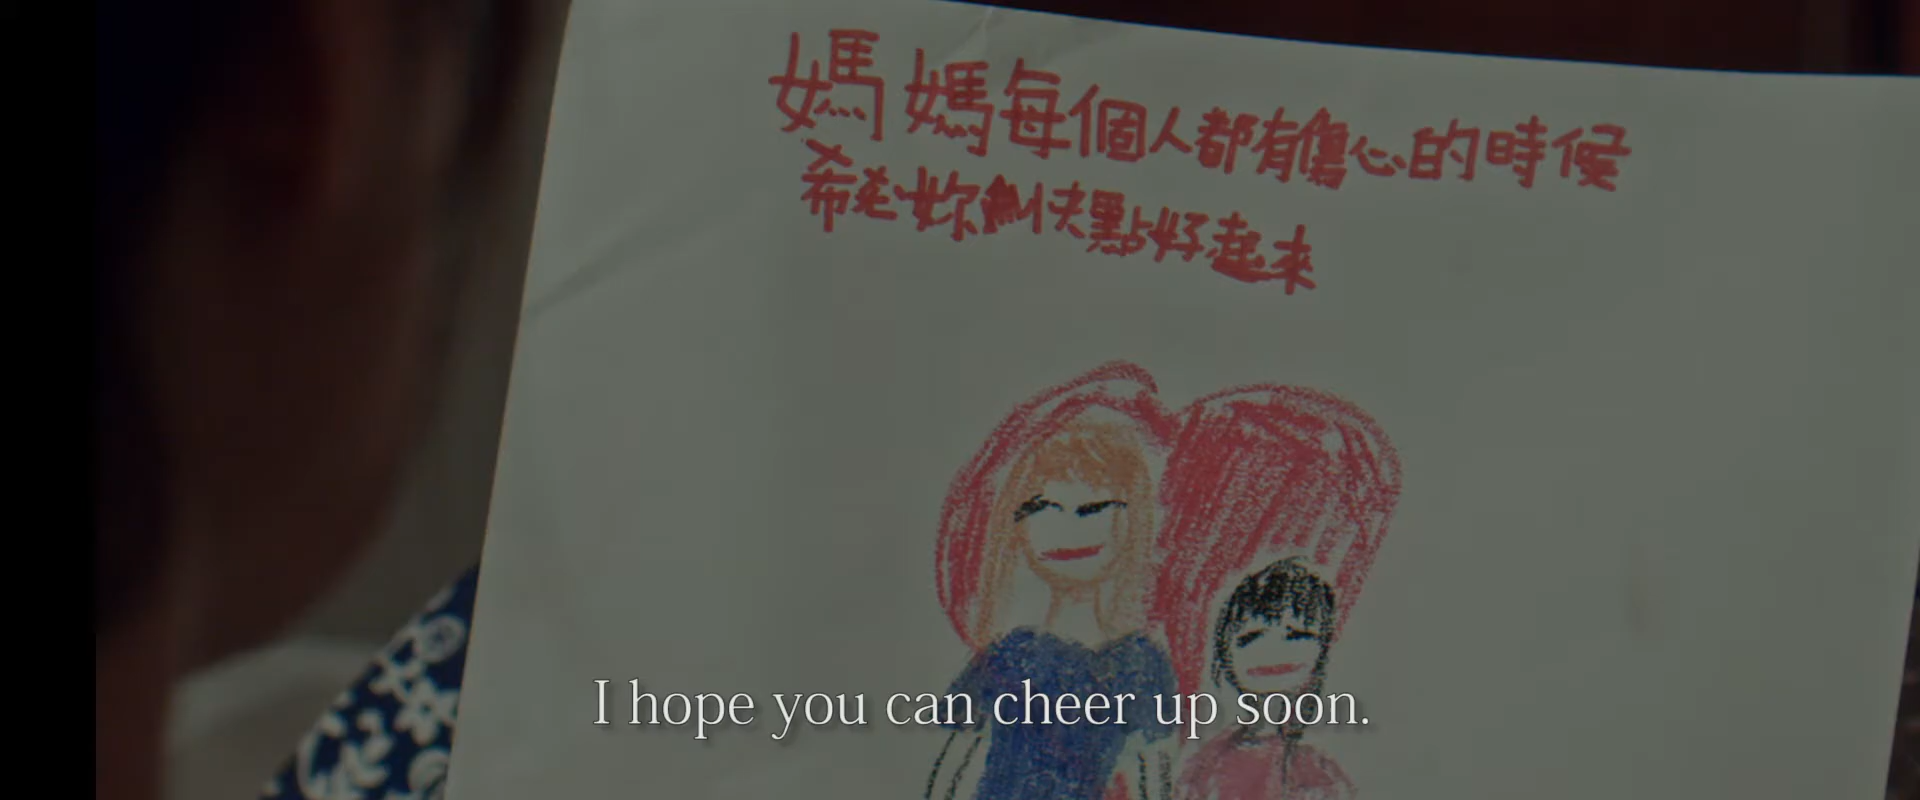 媽媽每個人都有傷心的時候
希望妳快點好起來
I hope you can cheer up soon.